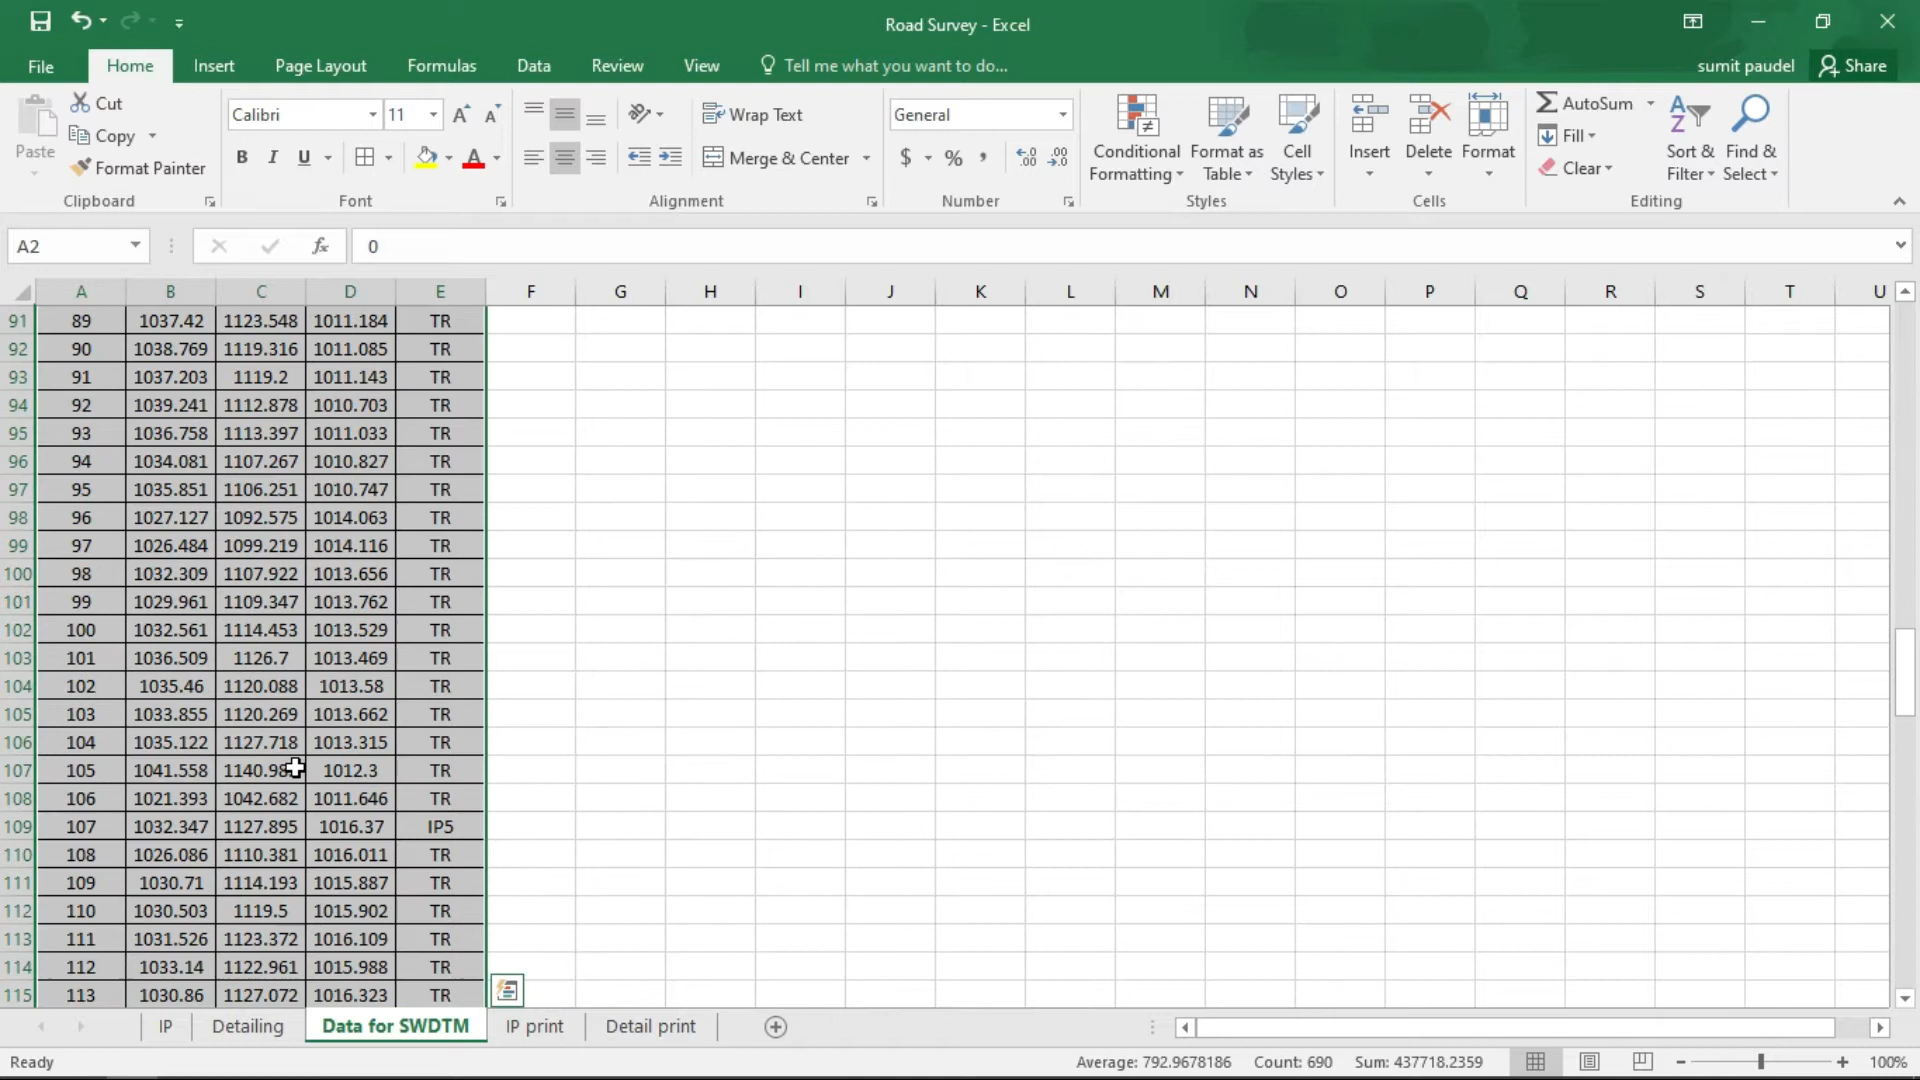 Road Survey - Excel
File Home Insert Page Layout Formulas Data Review View Tell me what you want to do... sumit paudel Share
Paste Cut Copy Format Painter Clipboard
Calibri 11 A A B I U A Font
Wrap Text Merge & Center Alignment
General $ % , .00 .0 Number
Conditional Formatting Format as Table Cell Styles Styles
Insert Delete Format Cells
AutoSum Fill Clear Sort & Filter Find & Select Editing
A2 fx 0
A B C D E F G H I J K L M N O P Q R S T U
91 89 1037.42 1123.548 1011.184 TR
92 90 1038.769 1119.316 1011.085 TR
93 91 1037.203 1119.2 1011.143 TR
94 92 1039.241 1112.878 1010.703 TR
95 93 1036.758 1113.397 1011.033 TR
96 94 1034.081 1107.267 1010.827 TR
97 95 1035.851 1106.251 1010.747 TR
98 96 1027.127 1092.575 1014.063 TR
99 97 1026.484 1099.219 1014.116 TR
100 98 1032.309 1107.922 1013.656 TR
101 99 1029.961 1109.347 1013.762 TR
102 100 1032.561 1114.453 1013.529 TR
103 101 1036.509 1126.7 1013.469 TR
104 102 1035.46 1120.088 1013.58 TR
105 103 1033.855 1120.269 1013.662 TR
106 104 1035.122 1127.718 1013.315 TR
107 105 1041.558 1012.3 TR
108 106 1021.393 1042.682 1011.646 TR
109 107 1032.347 1127.895 1016.37 IP5
110 108 1026.086 1110.381 1016.011 TR
111 109 1030.71 1114.193 1015.887 TR
112 110 1030.503 1119.5 1015.902 TR
113 111 1031.526 1123.372 1016.109 TR
114 112 1033.14 1122.961 1015.988 TR
115 113 1030.86 1127.072 1016.323 TR
IP Detailing Data for SWDTM IP print Detail print
Ready Average: 792.9678186 Count: 690 Sum: 437718.2359 100%